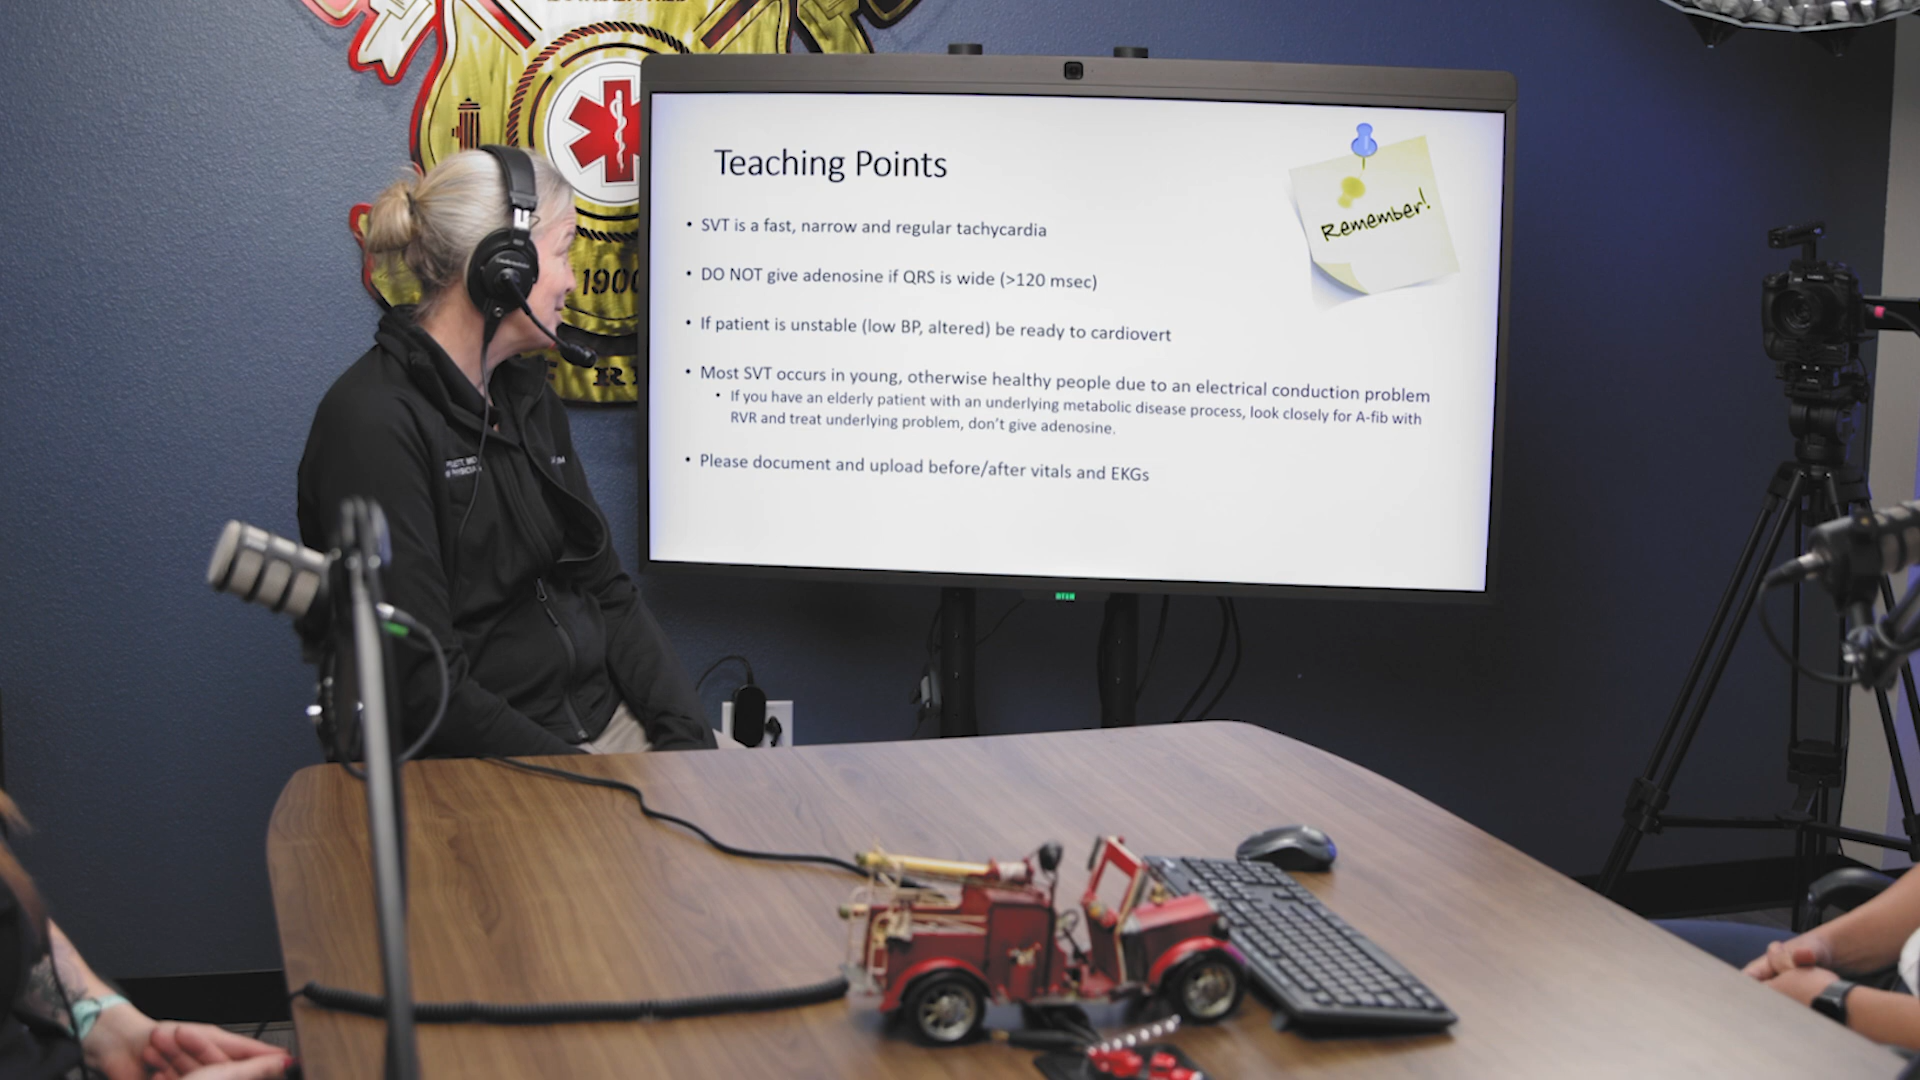 Teaching Points
Remember!
• SVT is a fast, narrow and regular tachycardia
• DO NOT give adenosine if QRS is wide (>120 msec)
• If patient is unstable (low BP, altered) be ready to cardiovert
• Most SVT occurs in young, otherwise healthy people due to an electrical conduction problem
• If you have an elderly patient with an underlying metabolic disease process, look closely for A-fib with
RVR and treat underlying problem, don't give adenosine.
• Please document and upload before/after vitals and EKGs